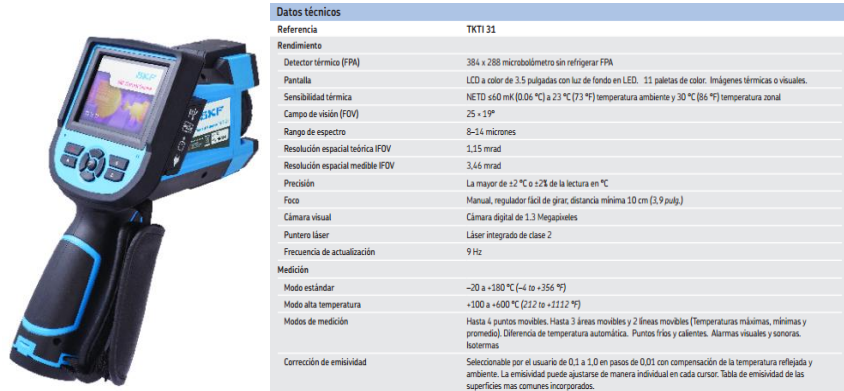 SKF
SKF
Datos técnicos
Referencia TKTI 31
Rendimiento
Detector térmico (FPA) 384 x 288 microbolómetro sin refrigerar FPA
Pantalla LCD a color de 3.5 pulgadas con luz de fondo en LED. 11 paletas de color. Imágenes térmicas o visuales.
Sensibilidad térmica NETD ≤60 mK (0.06 °C) a 23 °C (73 °F) temperatura ambiente y 30 °C (86 °F) temperatura zonal
Campo de visión (FOV) 25 × 19°
Rango de espectro 8–14 micrones
Resolución espacial teórica IFOV 1,15 mrad
Resolución espacial medible IFOV 3,46 mrad
Precisión La mayor de ±2 °C o ±2% de la lectura en °C
Foco Manual, regulador fácil de girar, distancia mínima 10 cm (3,9 pulg.)
Cámara visual Cámara digital de 1.3 Megapixeles
Puntero láser Láser integrado de clase 2
Frecuencia de actualización 9 Hz
Medición
Modo estándar –20 a +180 °C (–4 to +356 °F)
Modo alta temperatura +100 a +600 °C (212 to +1112 °F)
Modos de medición Hasta 4 puntos movibles. Hasta 3 áreas movibles y 2 líneas movibles (Temperaturas máximas, mínimas y
promedio). Diferencia de temperatura automática. Puntos fríos y calientes. Alarmas visuales y sonoras.
Isotermas
Corrección de emisividad Seleccionable por el usuario de 0,1 a 1,0 en pasos de 0,01 con compensación de la temperatura reflejada y
ambiente. La emisividad puede ajustarse de manera individual en cada cursor. Tabla de emisividad de las
superficies mas comunes incorporados.